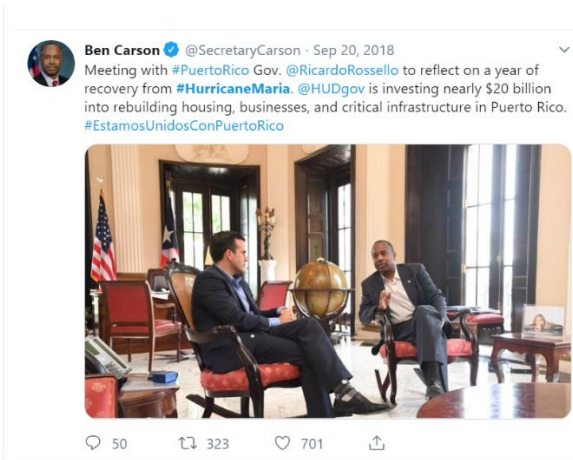 Ben Carson @SecretaryCarson · Sep 20, 2018
Meeting with #PuertoRico Gov. @RicardoRossello to reflect on a year of
recovery from #HurricaneMaria. @HUDgov is investing nearly $20 billion
into rebuilding housing, businesses, and critical infrastructure in Puerto Rico.
#EstamosUnidosConPuertoRico
50 323 701